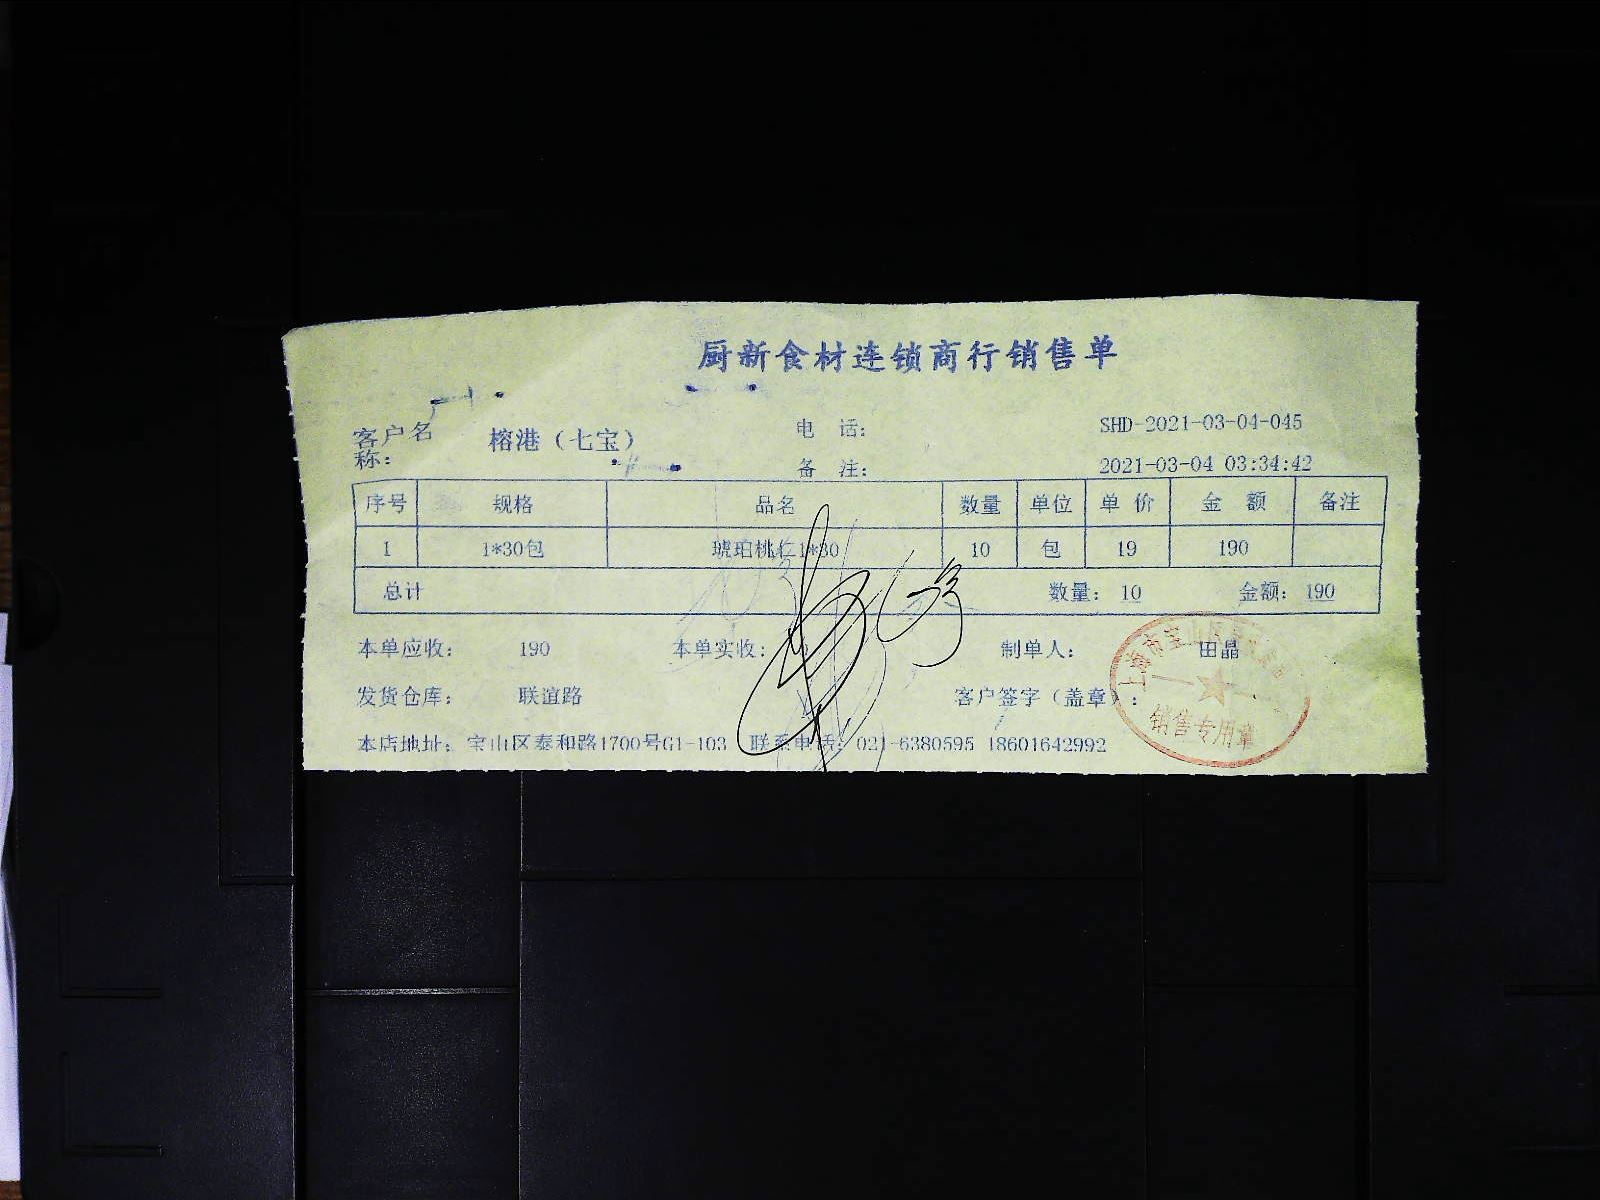 厨新食材连锁商行销售单
客户名称： 榕港（七宝） 电 话： SHD-2021-03-04-045
备 注： 2021-03-04 03:34:42
序号 规格 品名 数量 单位 单 价 金 额 备注
1 1*30包 琥珀桃仁1*30 10 包 19 190
总计 数量： 10 金额： 190
本单应收： 190 本单实收： 制单人： 田晶
发货仓库： 联谊路 客户签字（盖章）：
本店地址：宝山区泰和路1700号G1-103 联系电话：021-6380595 18601642992
上海市宝山区
销售专用章